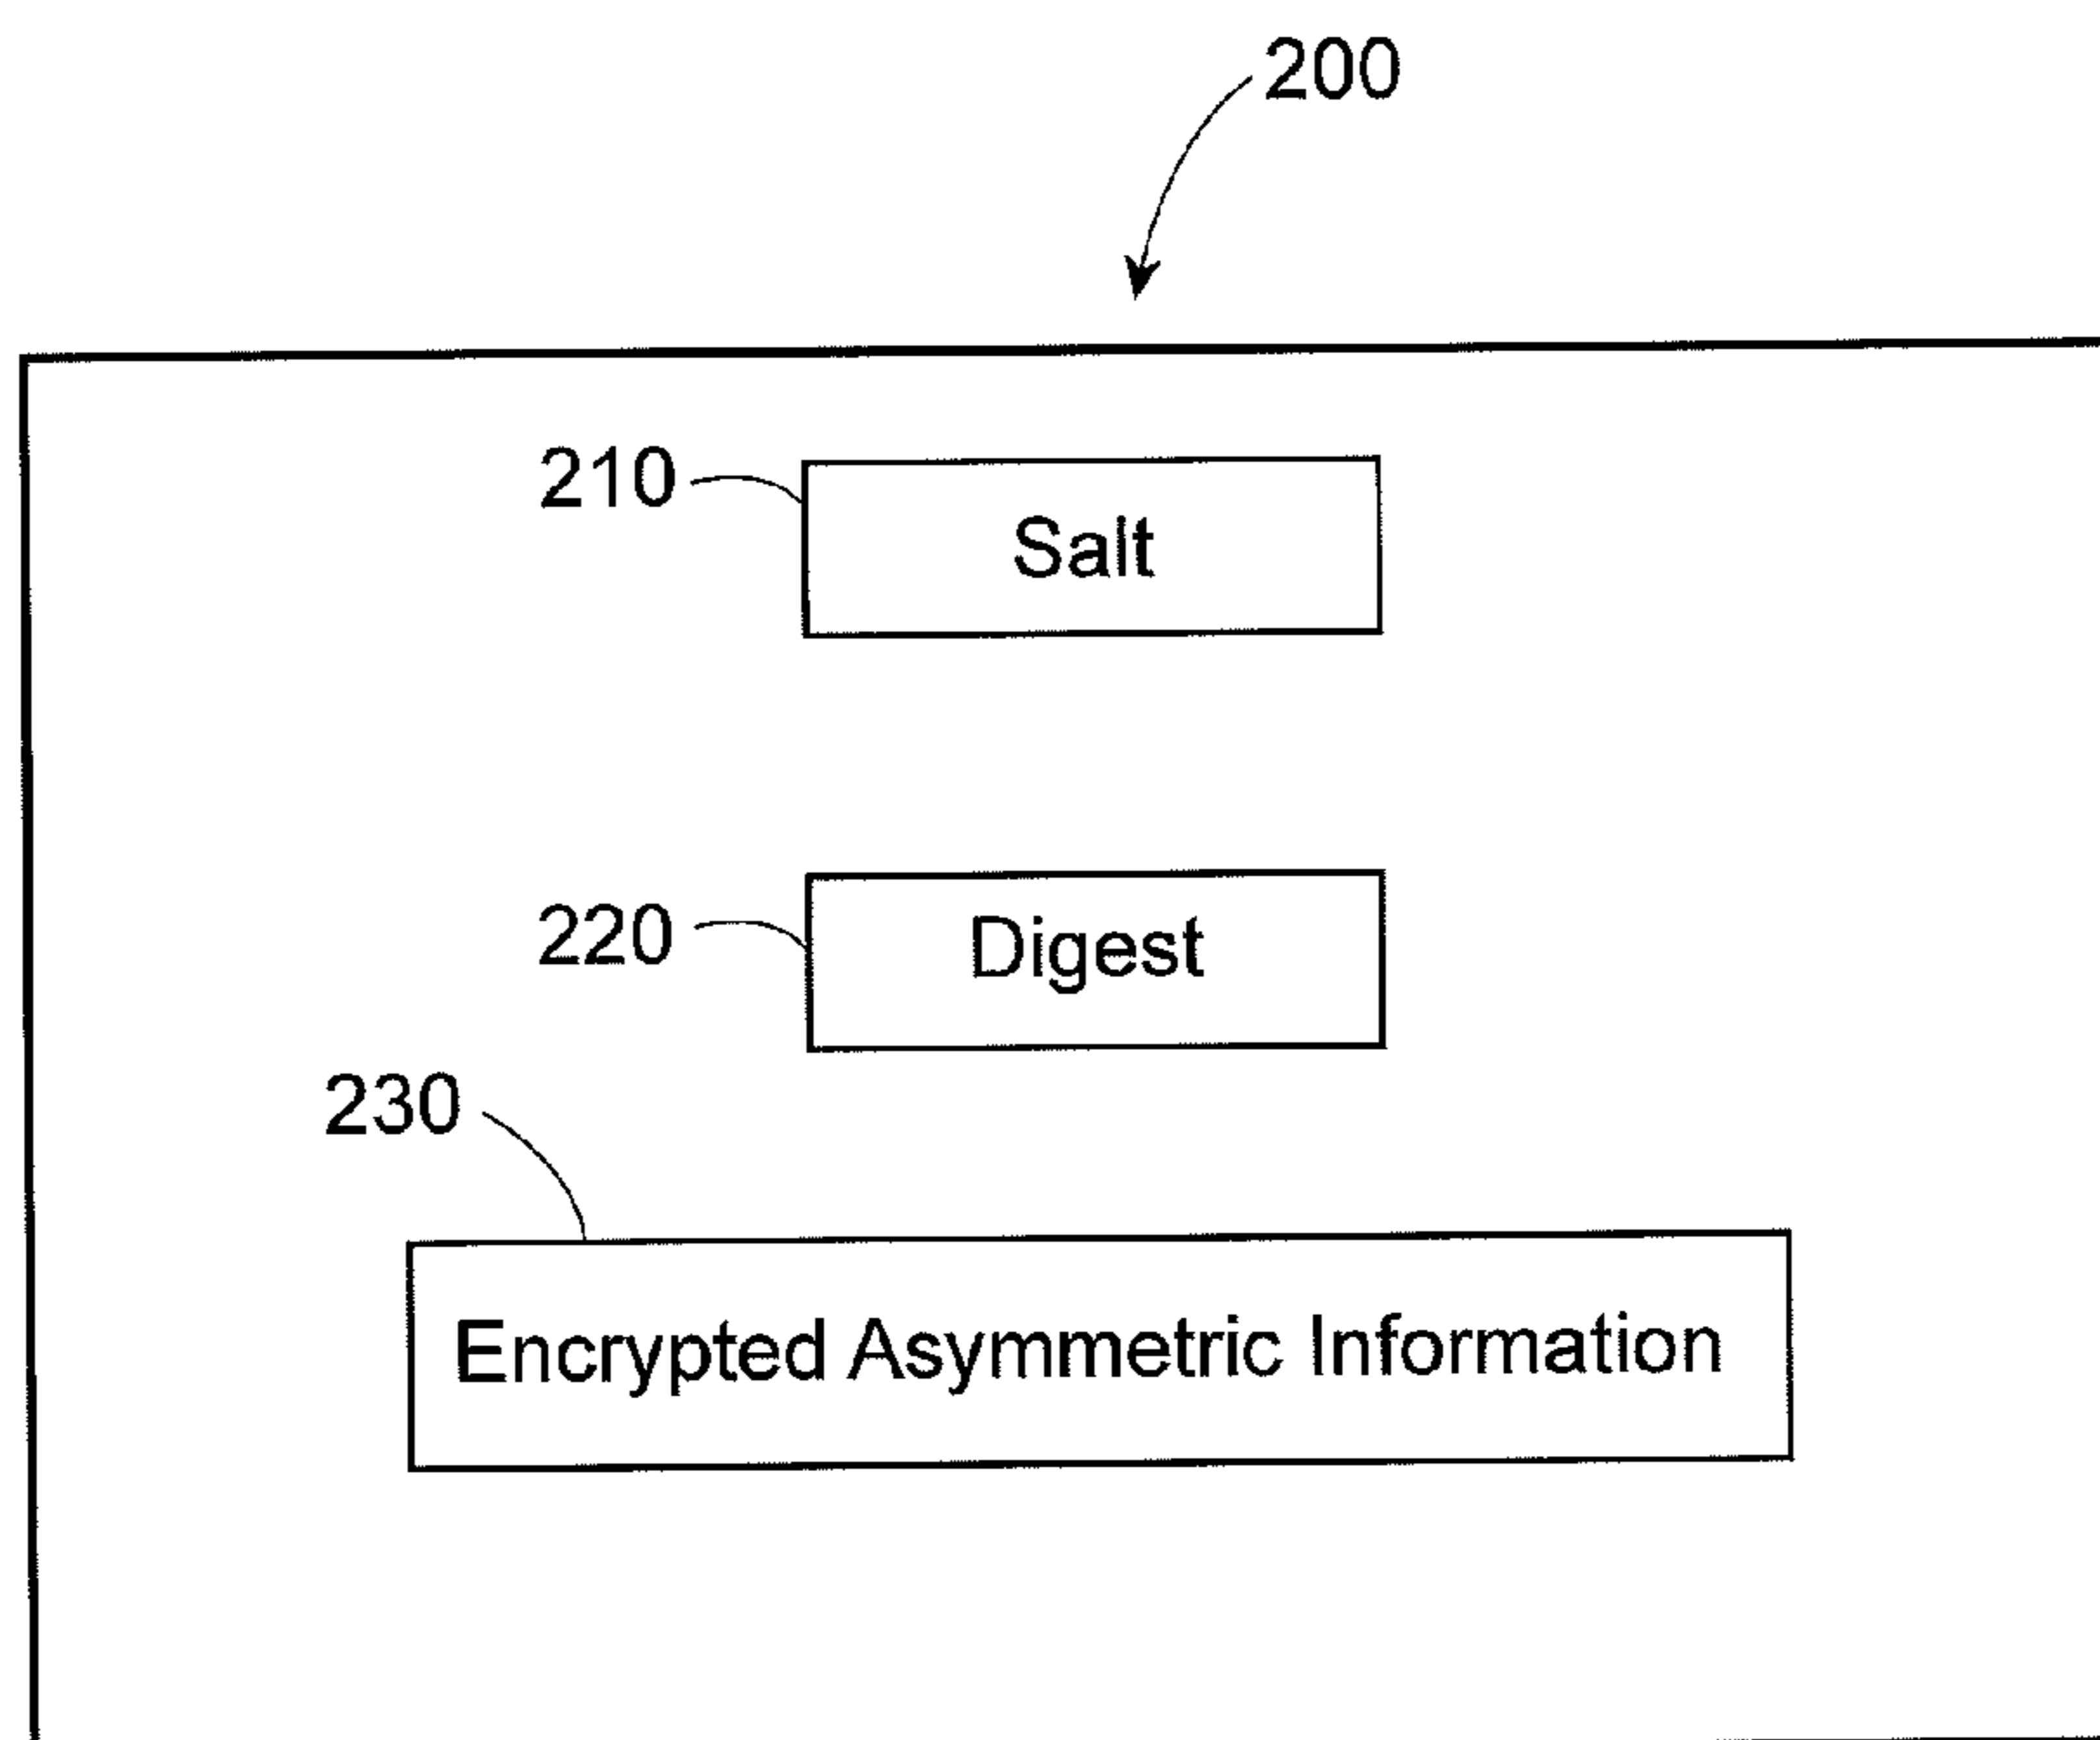 200
210
Salt
220
Digest
230
Encrypted Asymmetric Information